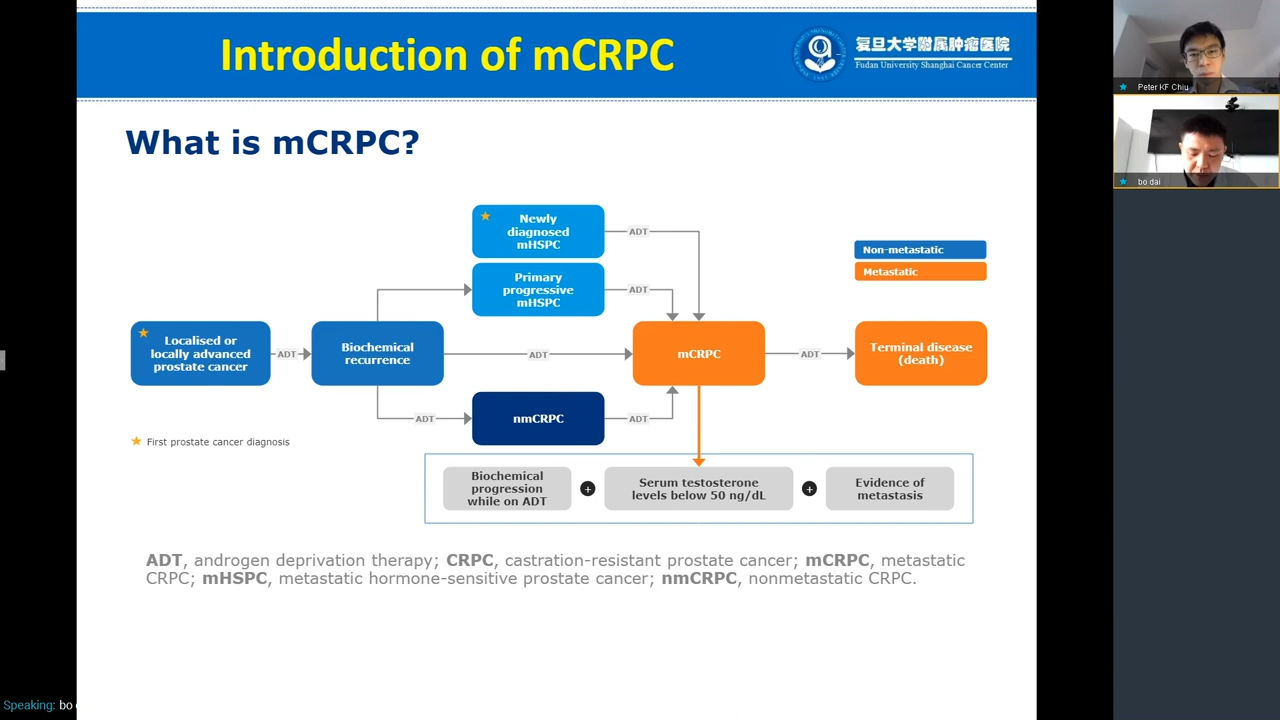 Introduction of mCRPC
复旦大学附属肿瘤医院
Fudan University Shanghai Cancer Center
What is mCRPC?
Newly
diagnosed
mHSPC
ADT
Non-metastatic
Metastatic
Primary
progressive
mHSPC
ADT
Localised or
locally advanced
prostate cancer
ADT
Biochemical
recurrence
ADT
mCRPC
ADT
Terminal disease
(death)
ADT
nmCRPC
ADT
First prostate cancer diagnosis
Biochemical
progression
while on ADT
+
Serum testosterone
levels below 50 ng/dL
+
Evidence of
metastasis
ADT, androgen deprivation therapy; CRPC, castration-resistant prostate cancer; mCRPC, metastatic
CRPC; mHSPC, metastatic hormone-sensitive prostate cancer; nmCRPC, nonmetastatic CRPC.
Peter KF Chiu
bo dai
Speaking: bo